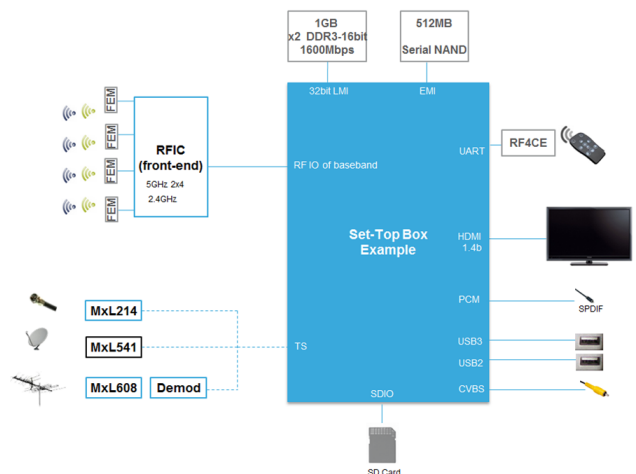 1GB
x2 DDR3-16bit
1600Mbps
512MB
Serial NAND
32bit LMI
EMI
FEM
FEM
FEM
FEM
RFIC
(front-end)
5GHz 2x4
2.4GHz
RF IO of baseband
UART
RF4CE
Set-Top Box
Example
HDMI
1.4b
PCM
SPDIF
MxL214
MxL541
TS
USB3
USB2
MxL608
Demod
CVBS
SDIO
SD Card